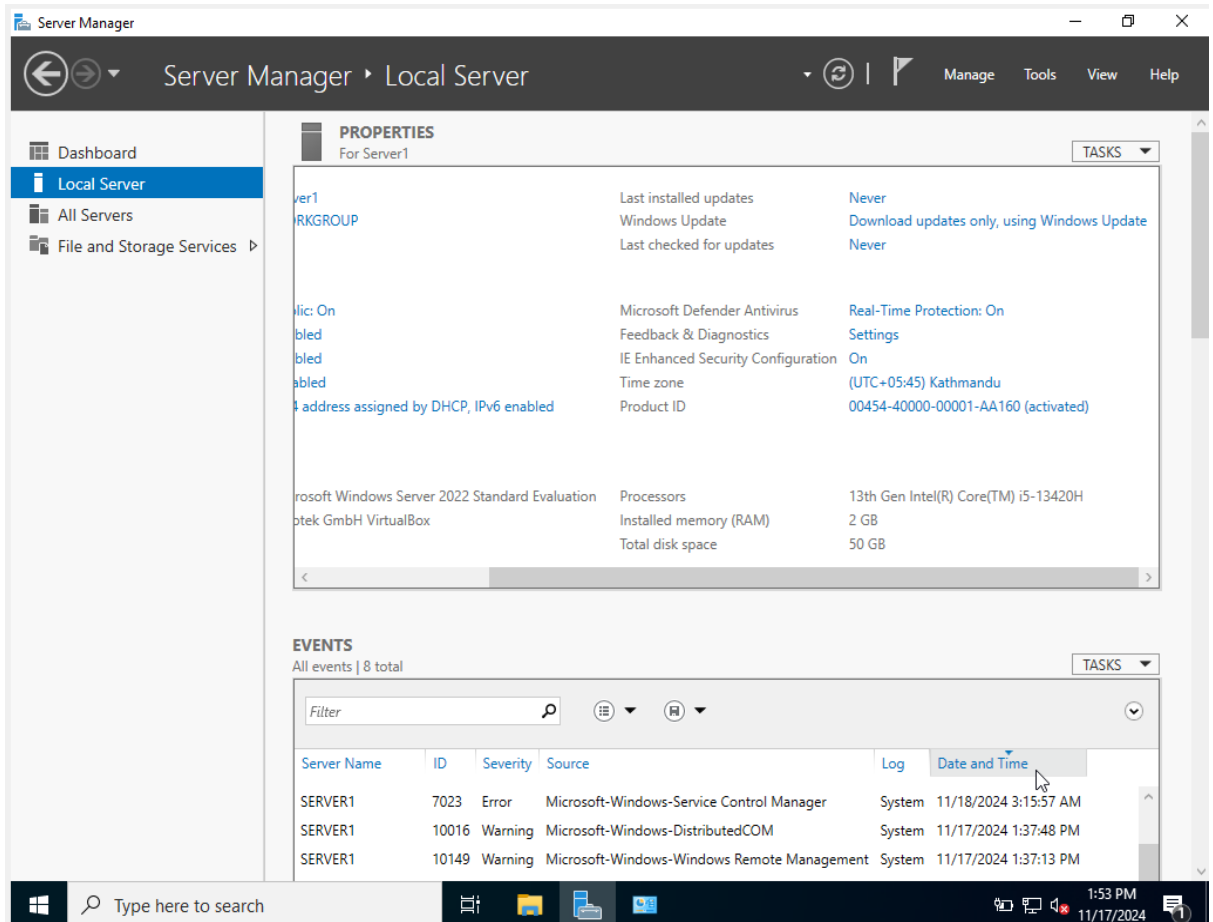 Server Manager
Server Manager ‣ Local Server
Manage Tools View Help
Dashboard
Local Server
All Servers
File and Storage Services
PROPERTIES
For Server1
TASKS
ver1 Last installed updates Never
RKGROUP Windows Update Download updates only, using Windows Update
Last checked for updates Never
lic: On Microsoft Defender Antivirus Real-Time Protection: On
bled Feedback & Diagnostics Settings
bled IE Enhanced Security Configuration On
abled Time zone (UTC+05:45) Kathmandu
4 address assigned by DHCP, IPv6 enabled Product ID 00454-40000-00001-AA160 (activated)
rosoft Windows Server 2022 Standard Evaluation Processors 13th Gen Intel(R) Core(TM) i5-13420H
otek GmbH VirtualBox Installed memory (RAM) 2 GB
Total disk space 50 GB
EVENTS
All events | 8 total
TASKS
Filter
Server Name ID Severity Source Log Date and Time
SERVER1 7023 Error Microsoft-Windows-Service Control Manager System 11/18/2024 3:15:57 AM
SERVER1 10016 Warning Microsoft-Windows-DistributedCOM System 11/17/2024 1:37:48 PM
SERVER1 10149 Warning Microsoft-Windows-Windows Remote Management System 11/17/2024 1:37:13 PM
Type here to search
1:53 PM
11/17/2024
1